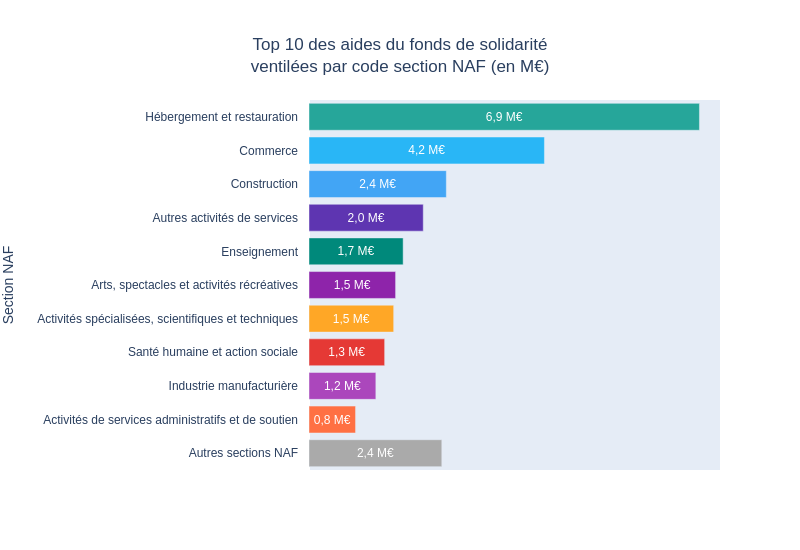 Top 10 des aides du fonds de solidarité
ventilées par code section NAF (en M€)
Section NAF
Hébergement et restauration 6,9 M€
Commerce 4,2 M€
Construction 2,4 M€
Autres activités de services 2,0 M€
Enseignement 1,7 M€
Arts, spectacles et activités récréatives 1,5 M€
Activités spécialisées, scientifiques et techniques 1,5 M€
Santé humaine et action sociale 1,3 M€
Industrie manufacturière 1,2 M€
Activités de services administratifs et de soutien 0,8 M€
Autres sections NAF 2,4 M€